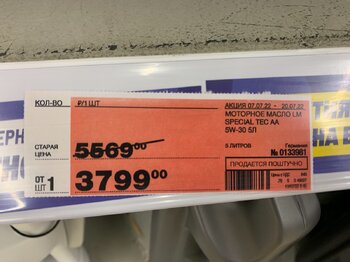 КОЛ-ВО
₽/1 ШТ
АКЦИЯ 07.07.22 - 20.07.22
МОТОРНОЕ МАСЛО LM
SPECIAL TEC AA
5W-30 5Л
СТАРАЯ
ЦЕНА
5569 00
5 ЛИТРОВ
Германия
№ 0133981
ПРОДАЕТСЯ ПОШТУЧНО
ОТ
ШТ 1
3799 00